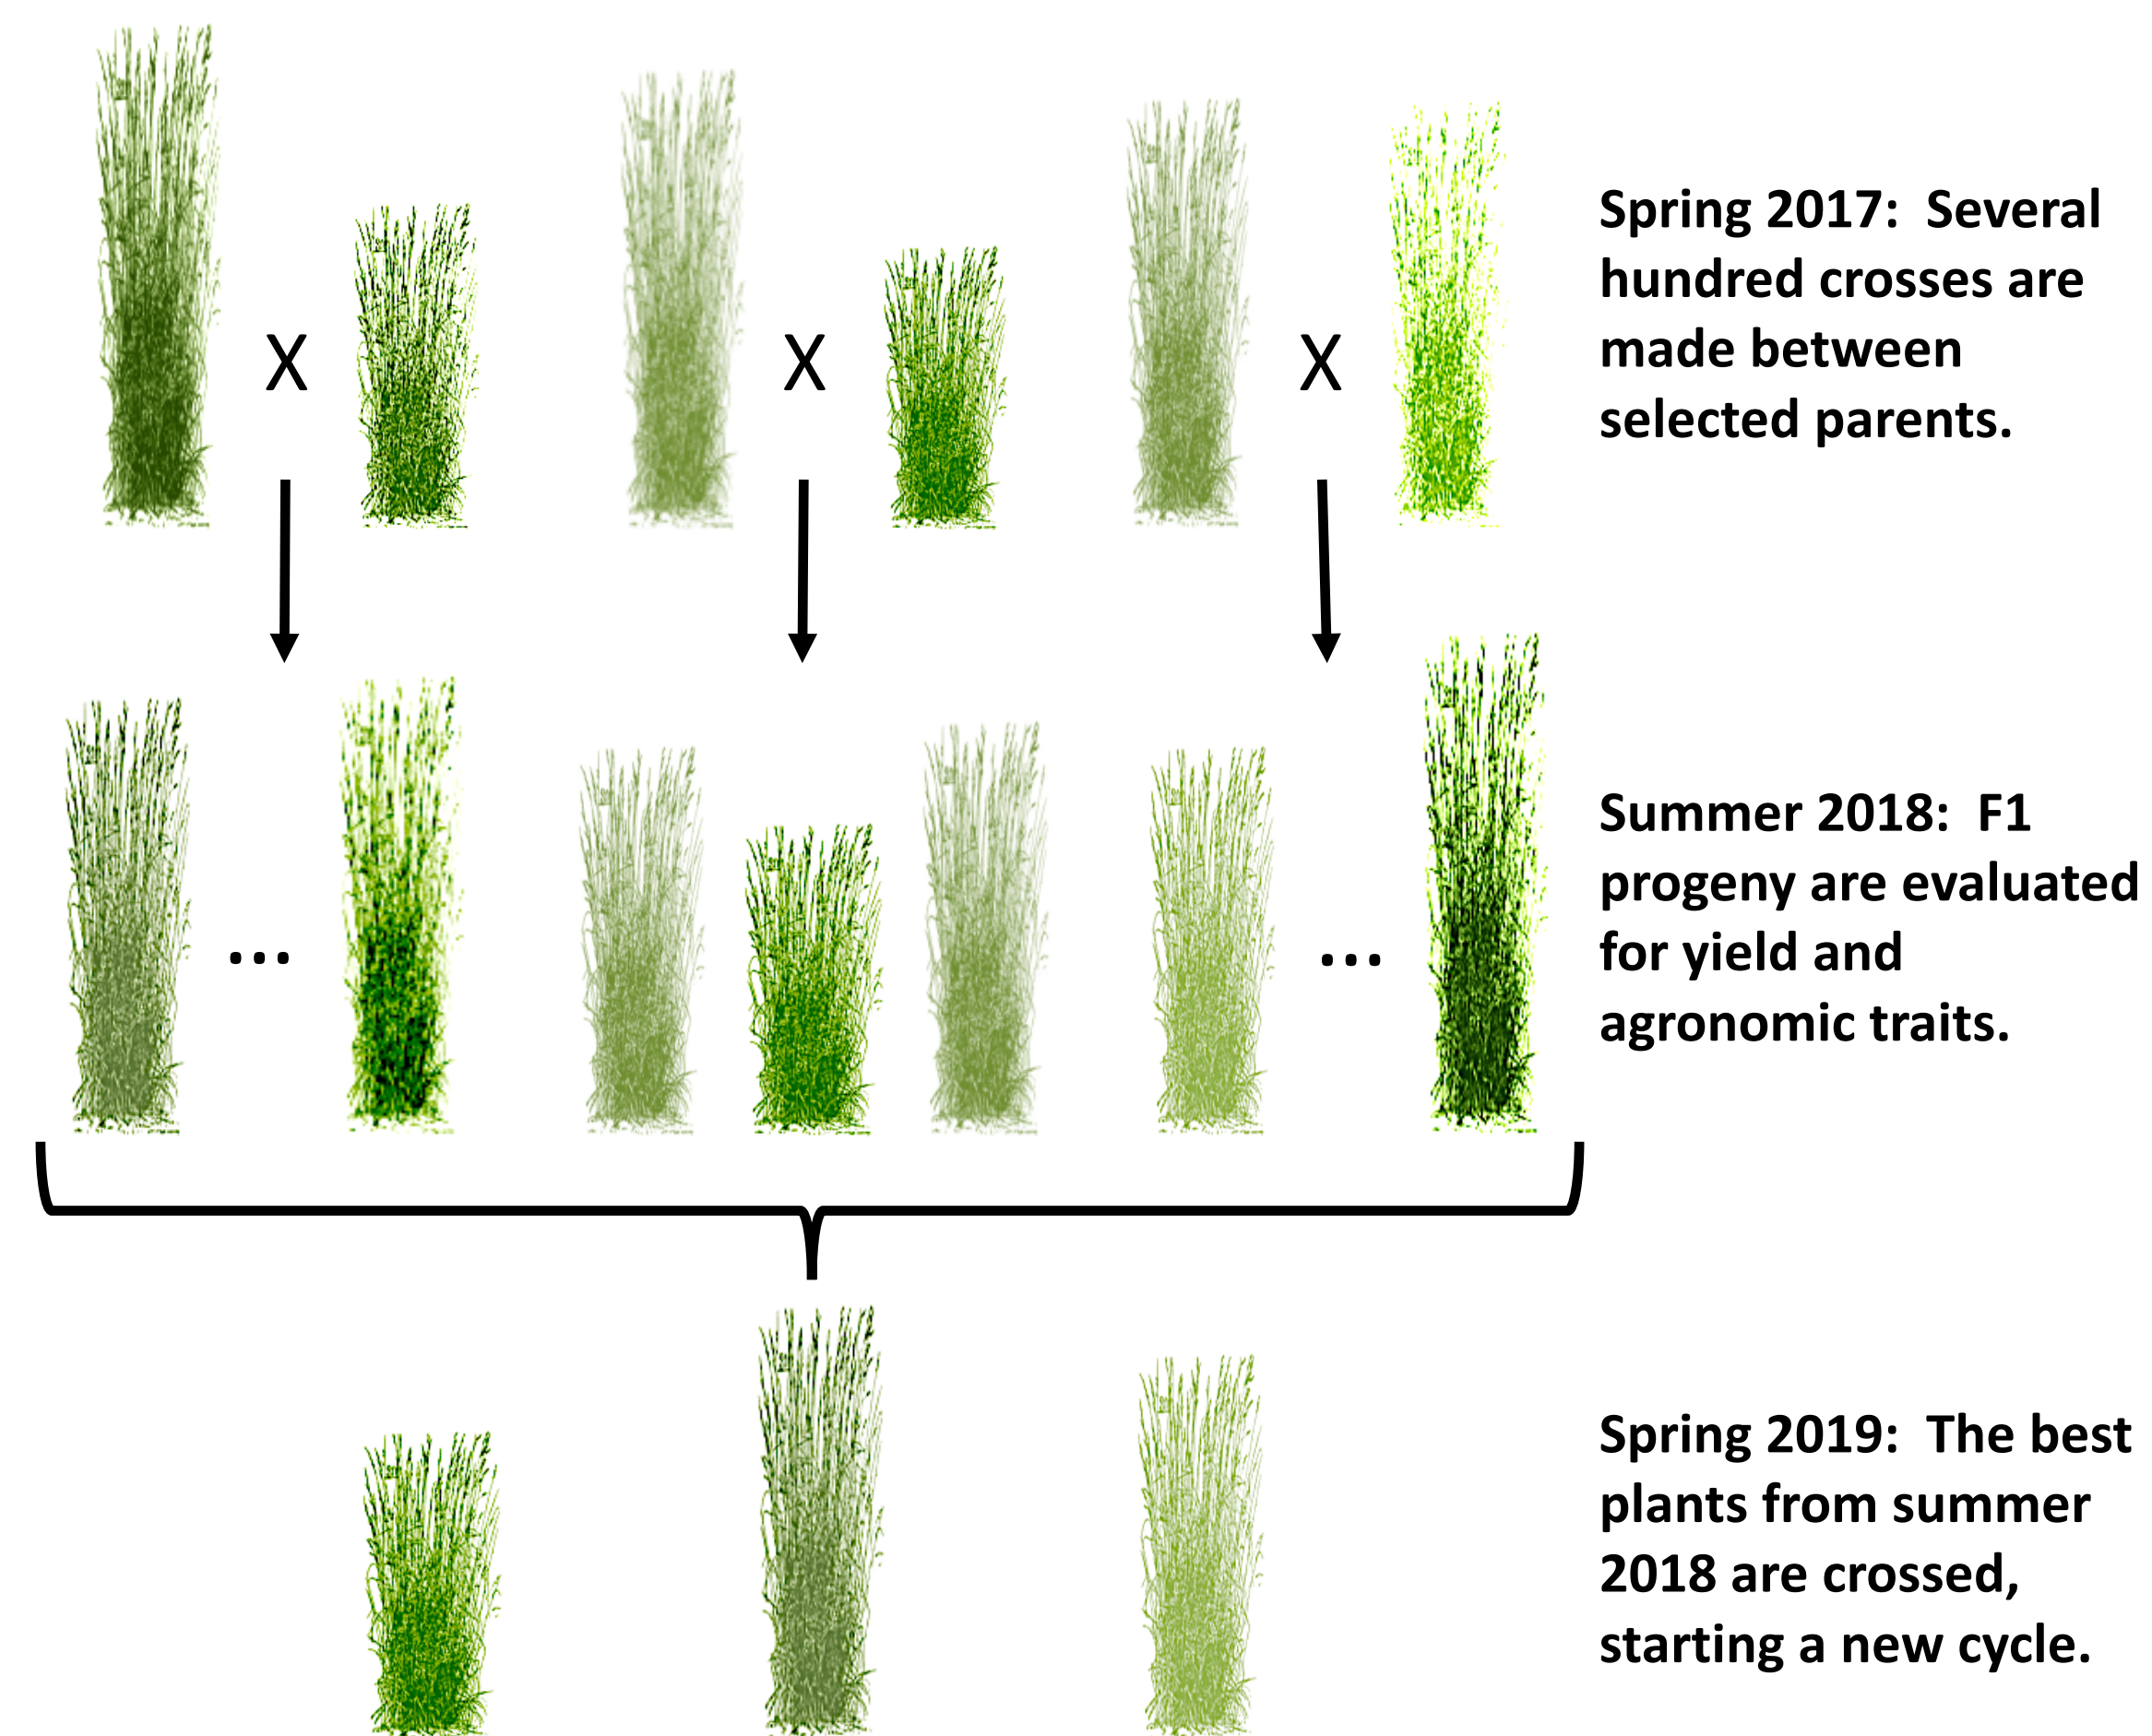 X
X
X
Spring 2017:  Several
hundred crosses are
made between
selected parents.
...
...
Summer 2018:  F1
progeny are evaluated
for yield and
agronomic traits.
Spring 2019:  The best
plants from summer
2018 are crossed,
starting a new cycle.